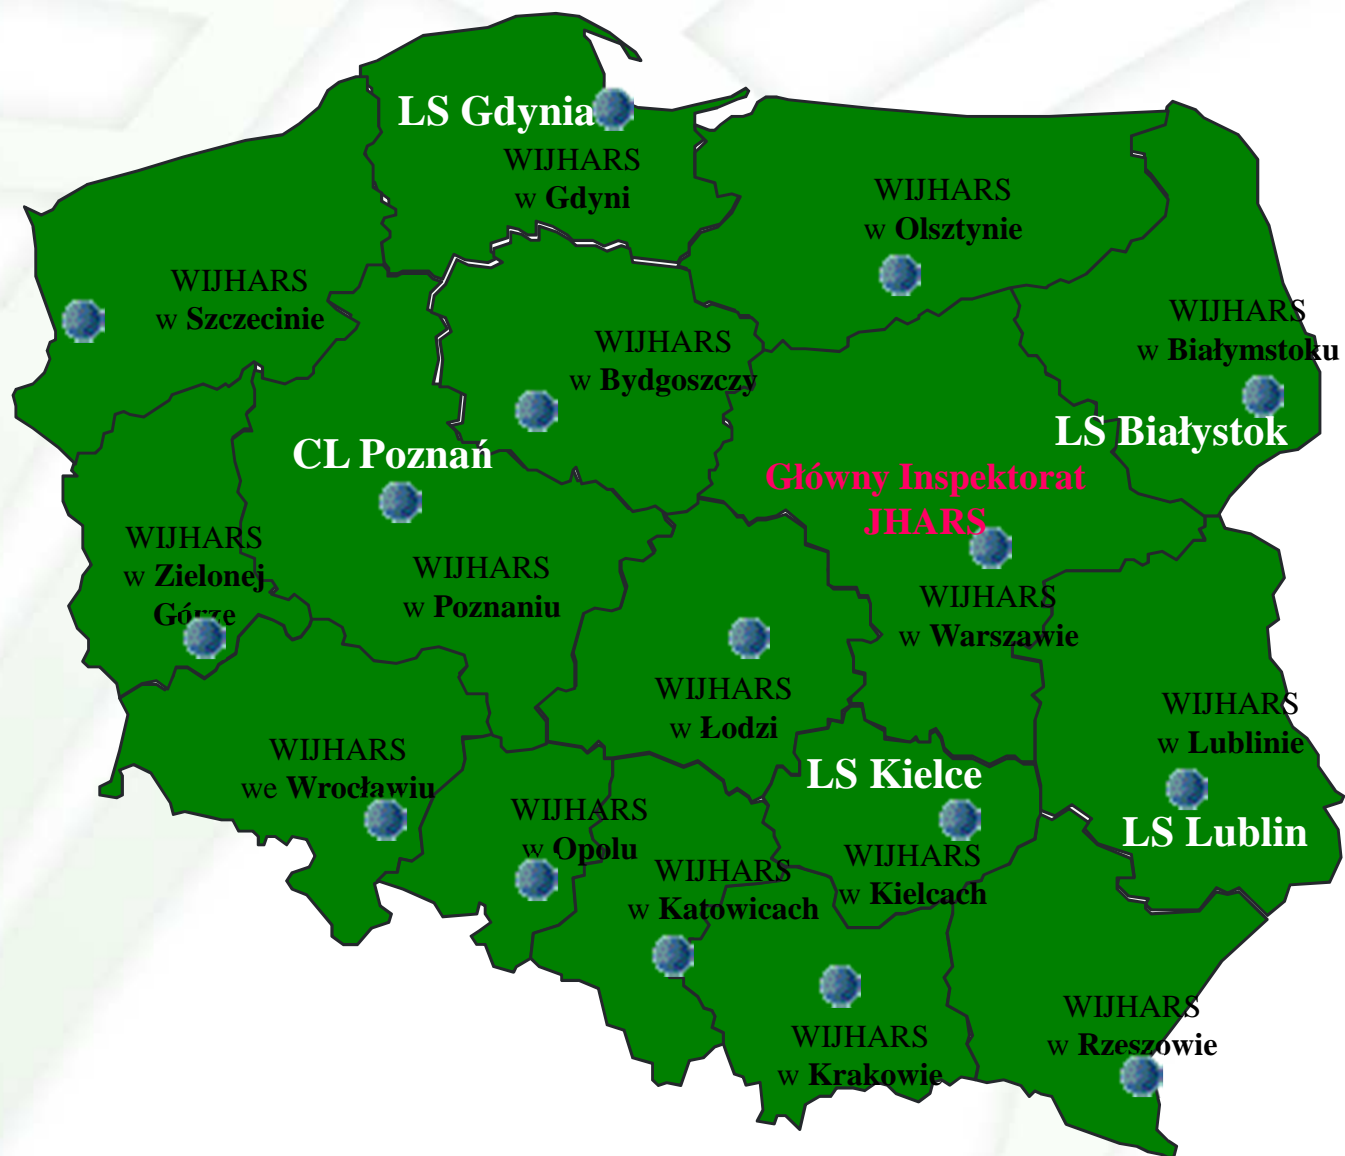 LS Gdynia
WIJHARS
w Gdyni
WIJHARS
w Olsztynie
WIJHARS
w Szczecinie
WIJHARS
w Białymstoku
WIJHARS
w Bydgoszczy
LS Białystok
CL Poznań
Główny Inspektorat
JHARS
WIJHARS
w Zielonej
Górze
WIJHARS
w Poznaniu
WIJHARS
w Warszawie
WIJHARS
w Łodzi
WIJHARS
w Lublinie
WIJHARS
we Wrocławiu
LS Kielce
WIJHARS
w Opolu
LS Lublin
WIJHARS
w Katowicach
WIJHARS
w Kielcach
WIJHARS
w Rzeszowie
WIJHARS
w Krakowie